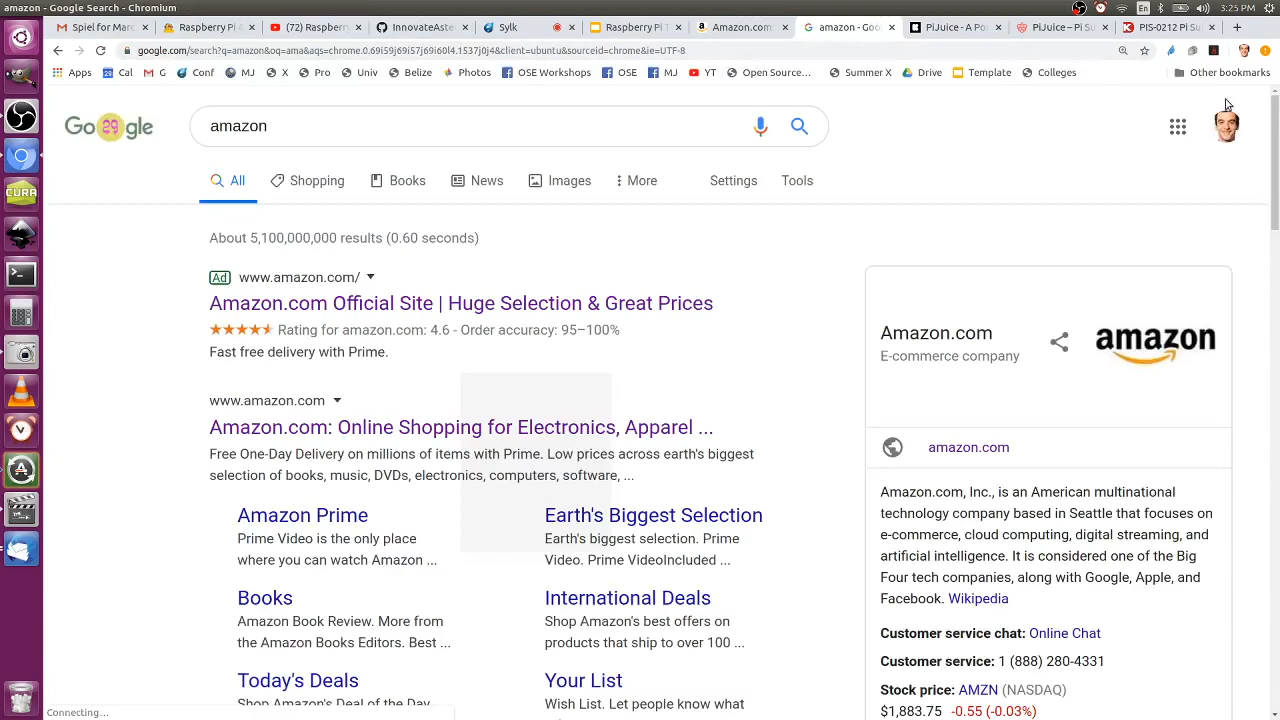 amazon - Google Search - Chromium
En
3:25 PM
Spiel for Mar
Raspberry Pi
(72) Raspberr
InnovativeAster
Sylk
Raspberry Pi T
Amazon.com:
amazon - Goo
PiJuice - A Po
PiJuice – Pi Su
PIS-0212 Pi Su
google.com/search?q=amazon&oq=ama&aqs=chrome.0.69i59j69i57j69i60l4.1537j0j4&client=ubuntu&sourceid=chrome&ie=UTF-8
Apps
Cal
G
Conf
MJ
X
Pro
Univ
Belize
Photos
OSE Workshops
OSE
MJ
YT
Open Source...
Summer X
Drive
Template
Colleges
Other bookmarks
Google
amazon
All
Shopping
Books
News
Images
More
Settings
Tools
About 5,100,000,000 results (0.60 seconds)
Ad www.amazon.com/
Amazon.com Official Site | Huge Selection & Great Prices
Rating for amazon.com: 4.6 - Order accuracy: 95–100%
Fast free delivery with Prime.
www.amazon.com
Amazon.com: Online Shopping for Electronics, Apparel ...
Free One-Day Delivery on millions of items with Prime. Low prices across earth's biggest
selection of books, music, DVDs, electronics, computers, software, ...
Amazon Prime
Prime Video is the only place
where you can watch Amazon ...
Earth's Biggest Selection
Earth's biggest selection. Prime
Video. Prime VideoIncluded ...
Books
Amazon Book Review. More from
the Amazon Books Editors. Best ...
International Deals
Shop Amazon's best offers on
products that ship to over 100 ...
Today's Deals
Shop Amazon's Deal of the Day,
Your List
Wish List. Let people know what
Amazon.com
E-commerce company
amazon
amazon.com
Amazon.com, Inc., is an American multinational
technology company based in Seattle that focuses on
e-commerce, cloud computing, digital streaming, and
artificial intelligence. It is considered one of the Big
Four tech companies, along with Google, Apple, and
Facebook. Wikipedia
Customer service chat: Online Chat
Customer service: 1 (888) 280-4331
Stock price: AMZN (NASDAQ)
$1,883.75 -0.55 (-0.03%)
CURA
Connecting...